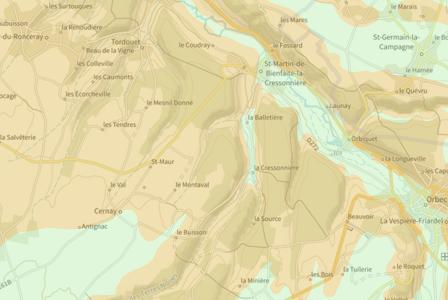 les Surtouques
le Marais
les Mares
du-Ronceray
la Renoudière
Tordouet
Beau de la Vigne
le Coudray
le Fossard
St-Germain-la-
Campagne
les Colleville
St-Martin-de-
Bienfaite-la-
Cressonnière
le Hamée
les Caumonts
le Quévru
les Écorcheville
le Mesnil Donné
Launay
les Tendres
la Balletière
la Salvêterie
Orbiquet
D272
St-Maur
la Longueville
la Cressonnière
le Val
le Montaval
Orbec
Cernay
la Source
Beauvoir
La Vespière-Friardel
Antignac
le Buisson
la Tuilerie
le Roquet
les Bois
la Minière